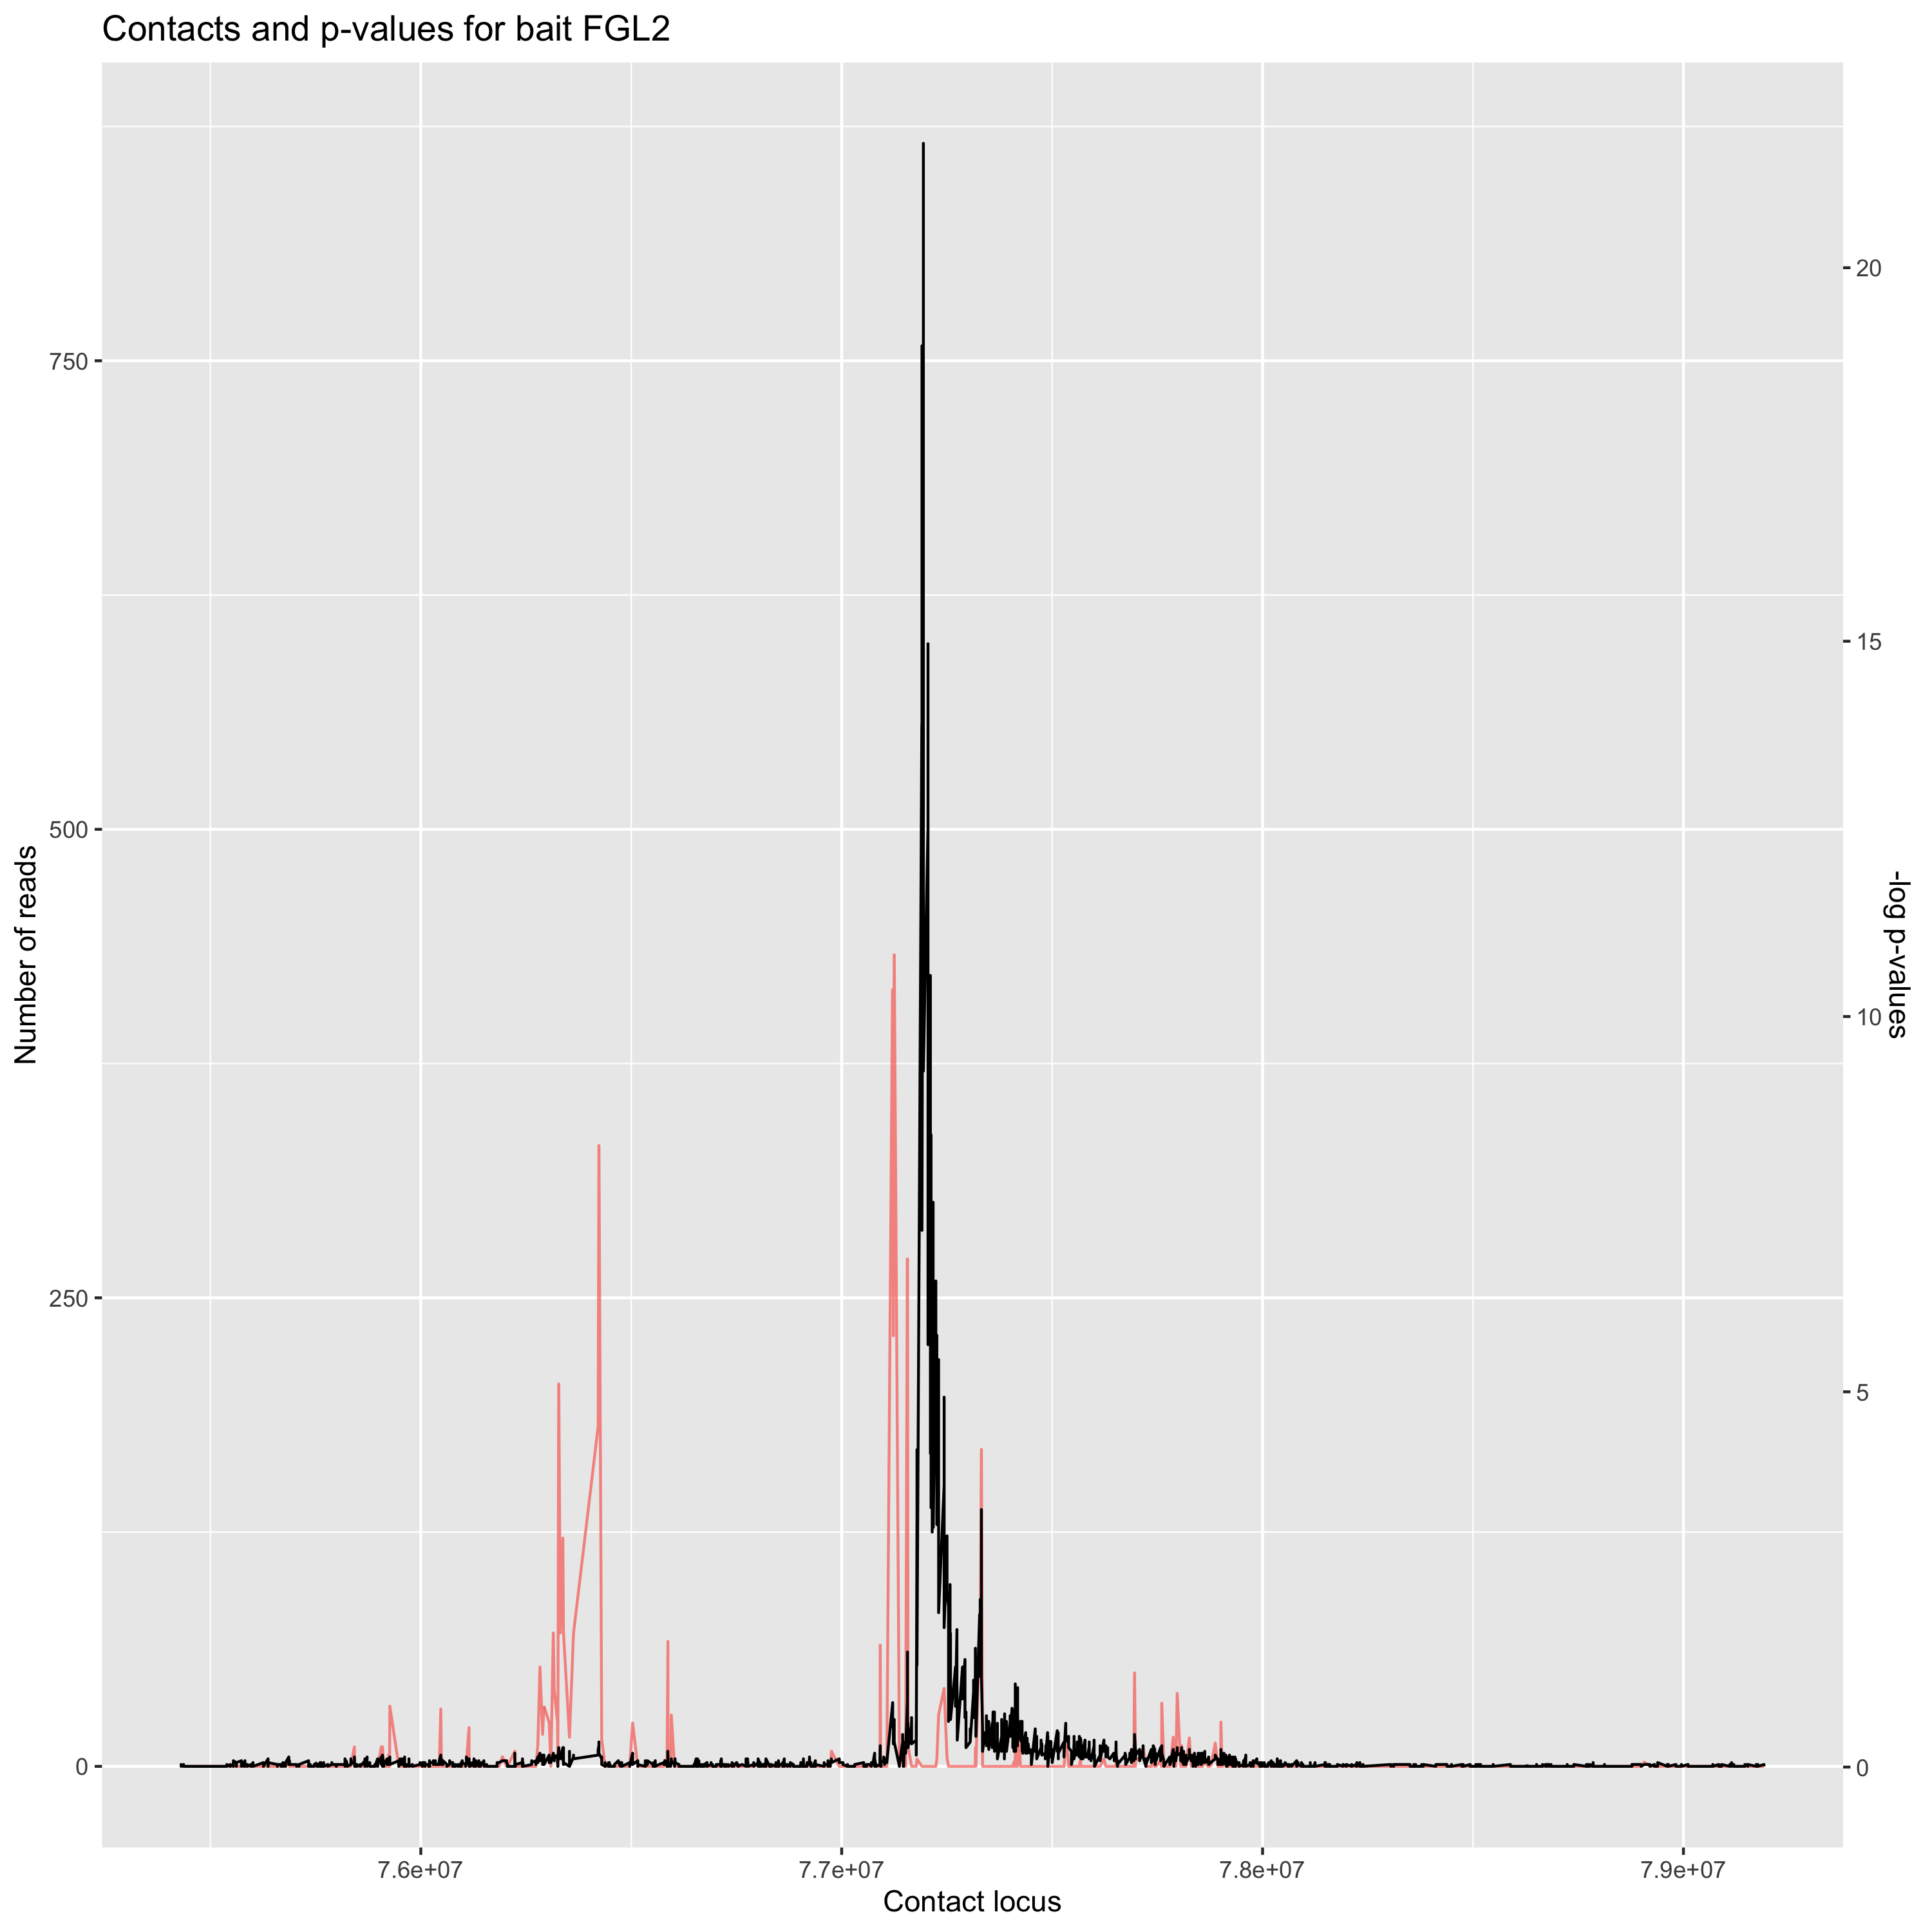 Contacts and p-values for bait FGL2
Number of reads
750
500
250
0
20
15
10
5
0
-log p-values
7.6e+07
7.7e+07
7.8e+07
7.9e+07
Contact locus